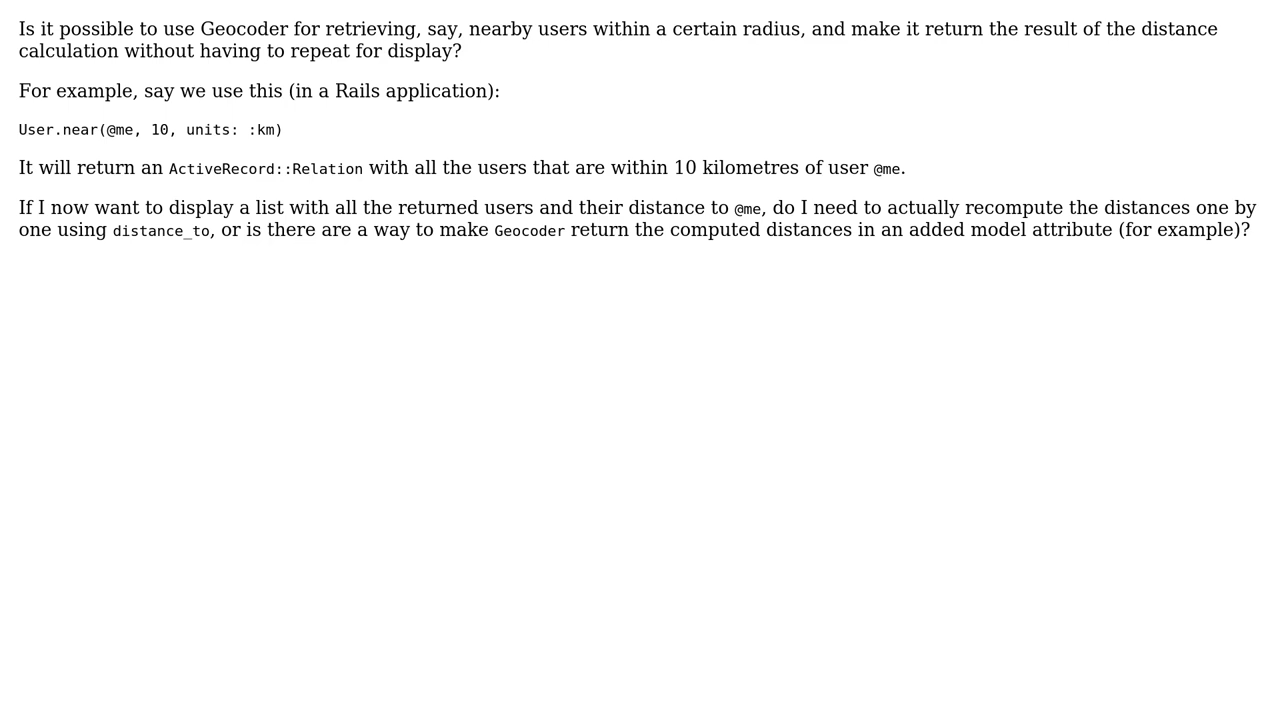 Is it possible to use Geocoder for retrieving, say, nearby users within a certain radius, and make it return the result of the distance
calculation without having to repeat for display?
For example, say we use this (in a Rails application):
User.near(@me, 10, units: :km)
It will return an ActiveRecord::Relation with all the users that are within 10 kilometres of user @me.
If I now want to display a list with all the returned users and their distance to @me, do I need to actually recompute the distances one by
one using distance_to, or is there are a way to make Geocoder return the computed distances in an added model attribute (for example)?